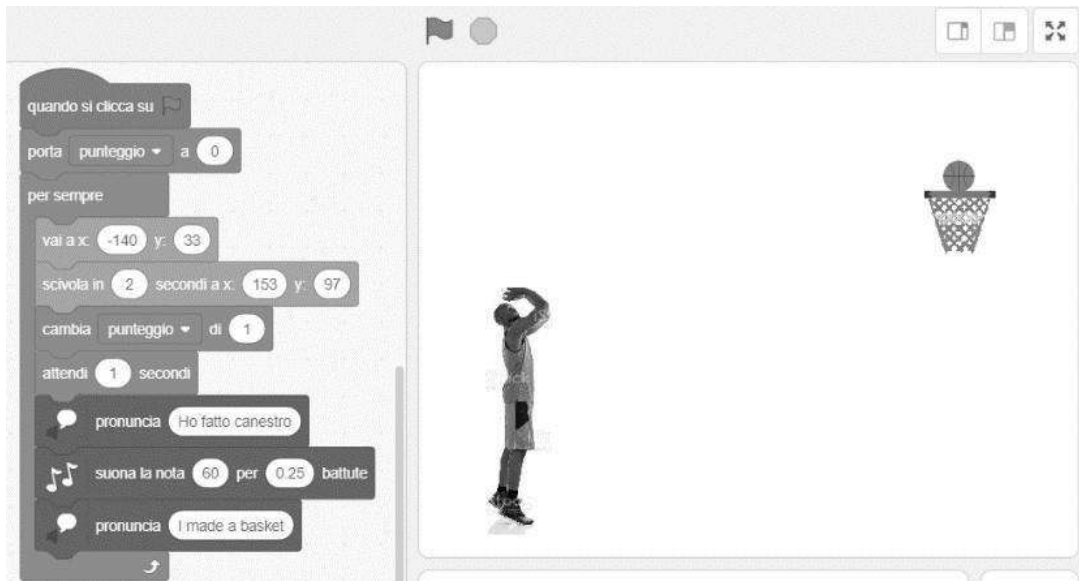 quando si clicca su
porta punteggio a 0
per sempre
vai a x: -140 y: 33
scivola in 2 secondi a x: 153 y: 97
cambia punteggio di 1
attendi 1 secondi
pronuncia Ho fatto canestro
suona la nota 60 per 0.25 battute
pronuncia I made a basket